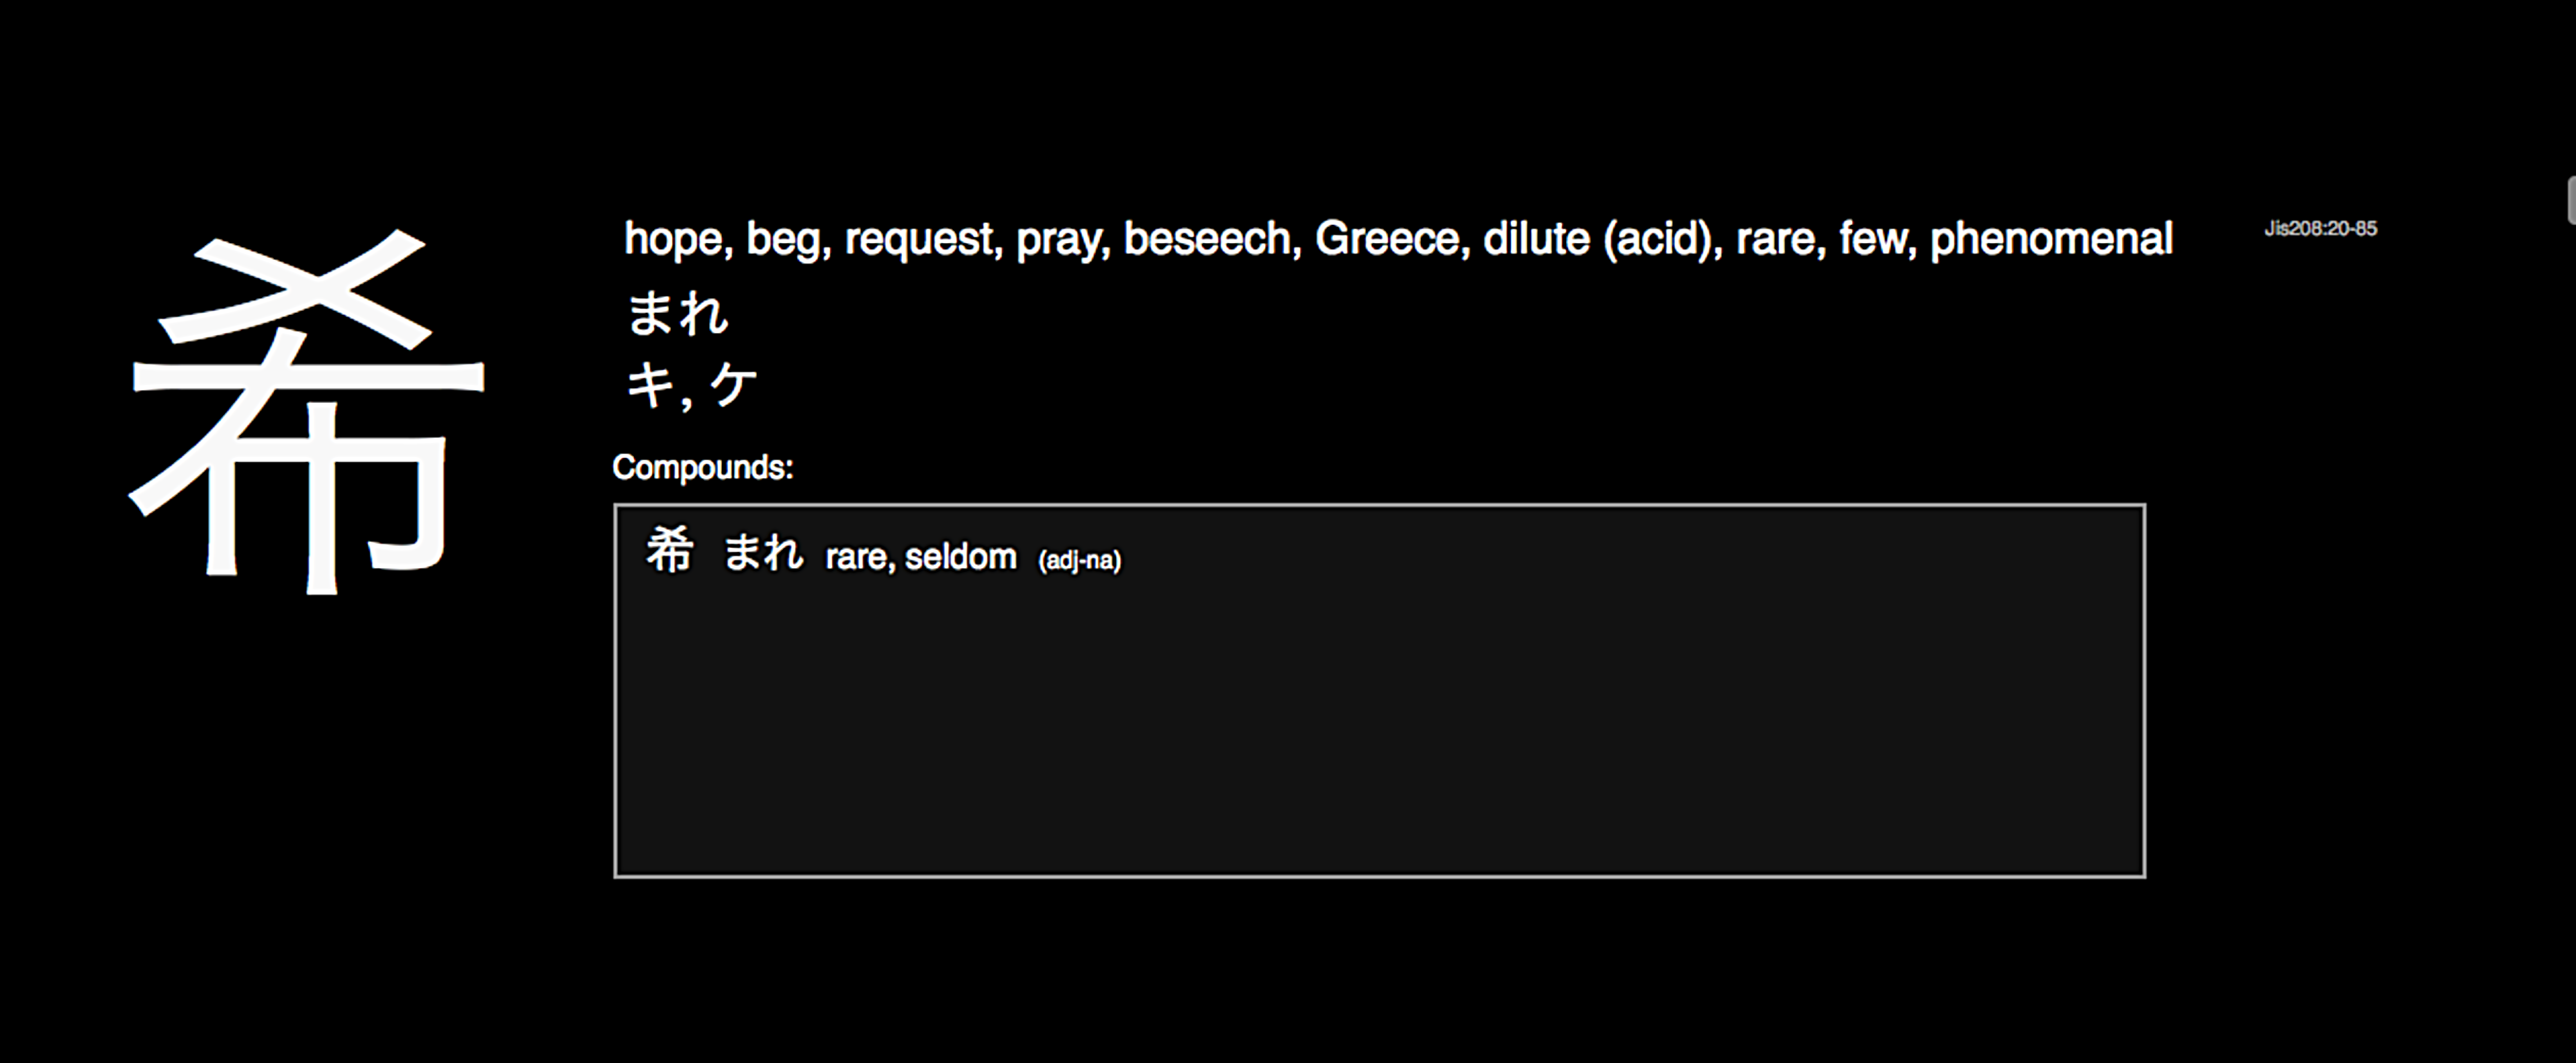 希
hope, beg, request, pray, beseech, Greece, dilute (acid), rare, few, phenomenal
Jis208:20-85
まれ
キ, ケ
Compounds:
希 まれ rare, seldom (adj-na)